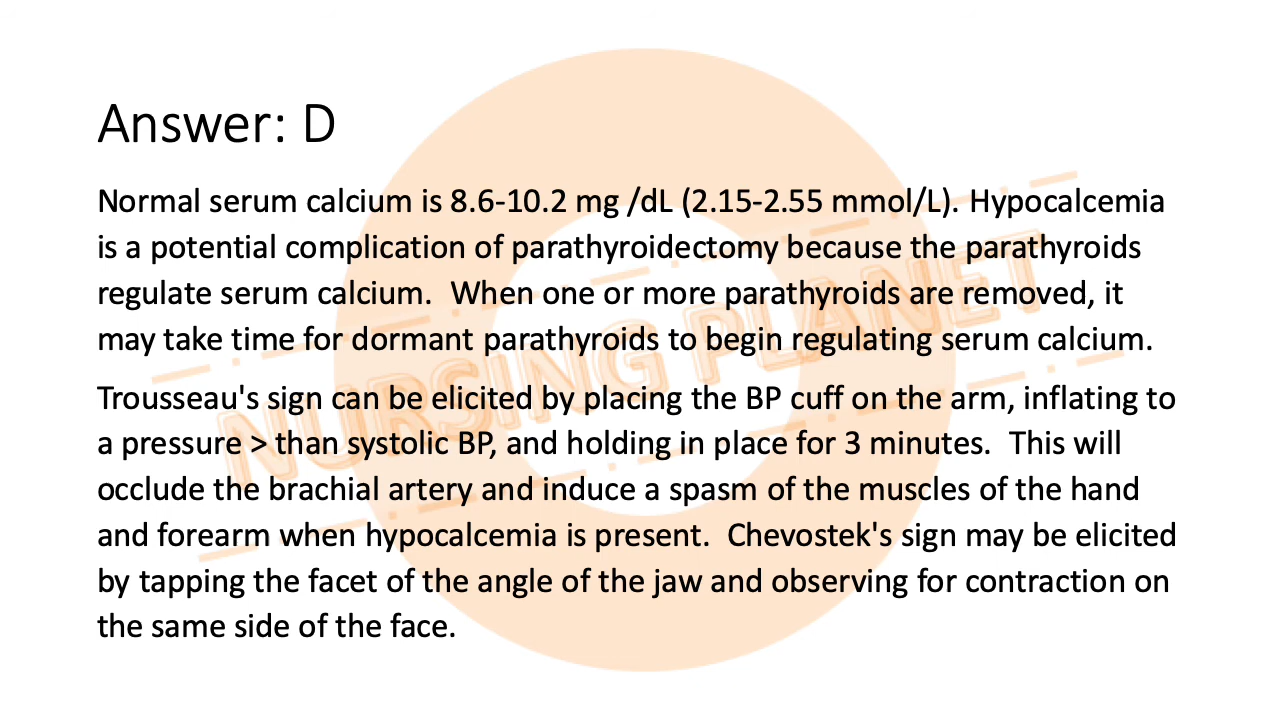 Answer: D
Normal serum calcium is 8.6-10.2 mg /dL (2.15-2.55 mmol/L). Hypocalcemia
is a potential complication of parathyroidectomy because the parathyroids
regulate serum calcium.  When one or more parathyroids are removed, it
may take time for dormant parathyroids to begin regulating serum calcium.
Trousseau's sign can be elicited by placing the BP cuff on the arm, inflating to
a pressure > than systolic BP, and holding in place for 3 minutes.  This will
occlude the brachial artery and induce a spasm of the muscles of the hand
and forearm when hypocalcemia is present.  Chevostek's sign may be elicited
by tapping the facet of the angle of the jaw and observing for contraction on
the same side of the face.
NURSING PLANET